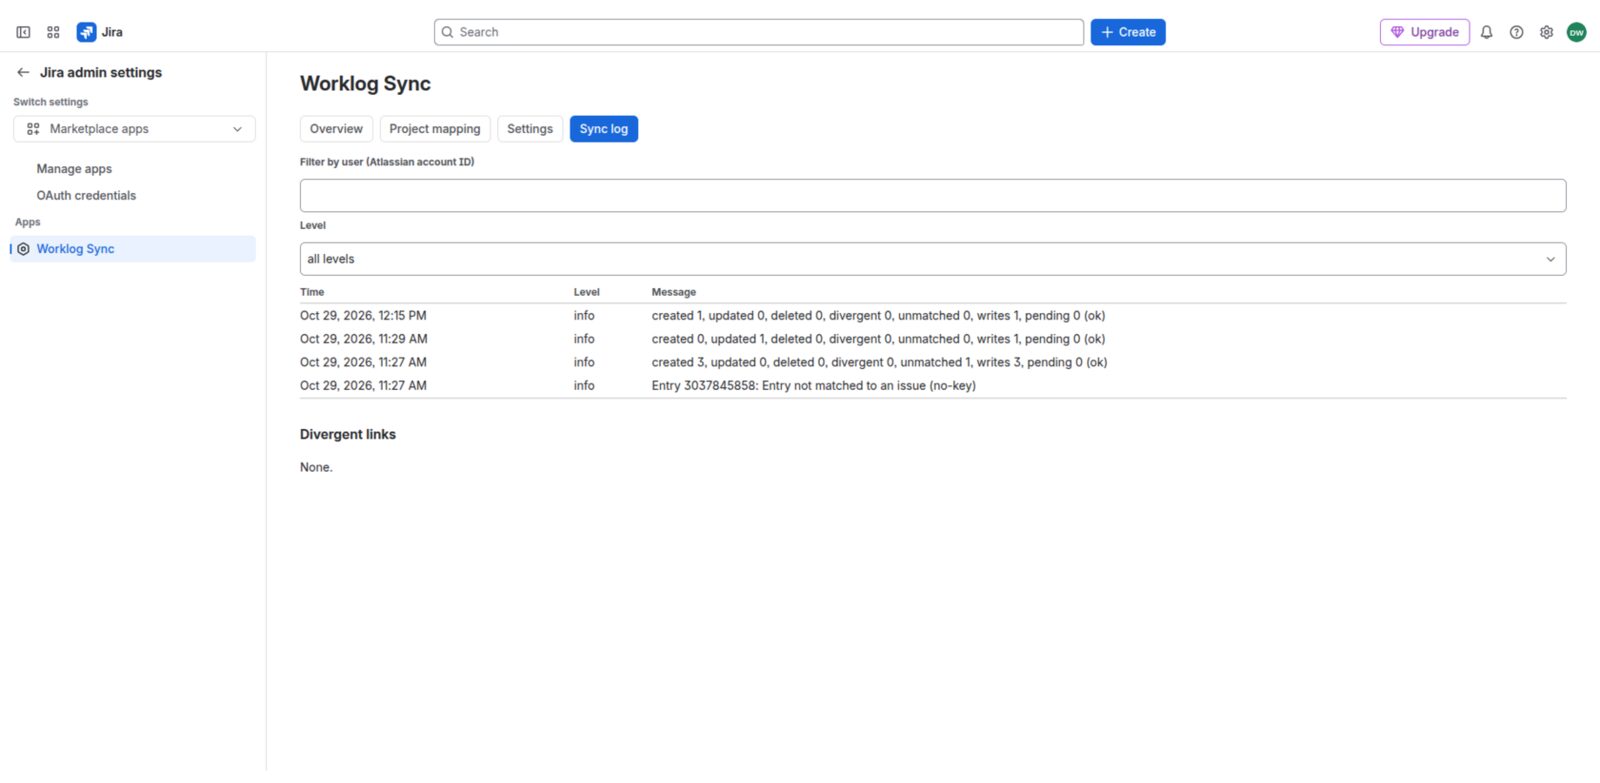 Jira
Search
Create
Upgrade
DW
Jira admin settings
Switch settings
Marketplace apps
Manage apps
OAuth credentials
Apps
Worklog Sync
Worklog Sync
Overview
Project mapping
Settings
Sync log
Filter by user (Atlassian account ID)
Level
all levels
Time Level Message
Oct 29, 2026, 12:15 PM info created 1, updated 0, deleted 0, divergent 0, unmatched 0, writes 1, pending 0 (ok)
Oct 29, 2026, 11:29 AM info created 0, updated 1, deleted 0, divergent 0, unmatched 0, writes 1, pending 0 (ok)
Oct 29, 2026, 11:27 AM info created 3, updated 0, deleted 0, divergent 0, unmatched 1, writes 3, pending 0 (ok)
Oct 29, 2026, 11:27 AM info Entry 3037845858: Entry not matched to an issue (no-key)
Divergent links
None.